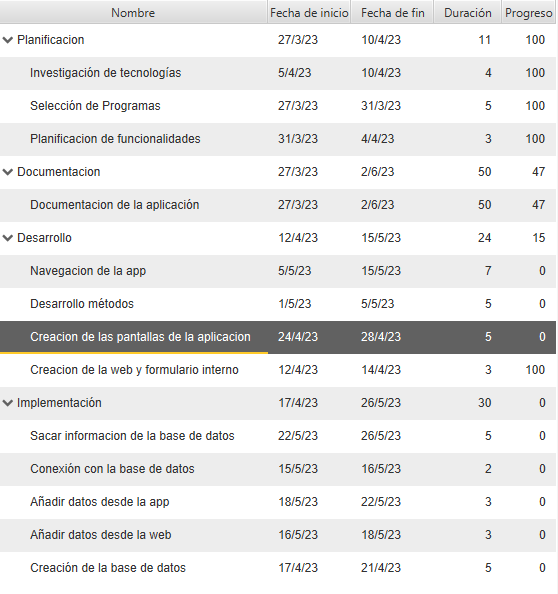 Nombre Fecha de inicio Fecha de fin Duración Progreso
Planificacion 27/3/23 10/4/23 11 100
Investigación de tecnologías 5/4/23 10/4/23 4 100
Selección de Programas 27/3/23 31/3/23 5 100
Planificacion de funcionalidades 31/3/23 4/4/23 3 100
Documentacion 27/3/23 2/6/23 50 47
Documentacion de la aplicación 27/3/23 2/6/23 50 47
Desarrollo 12/4/23 15/5/23 24 15
Navegacion de la app 5/5/23 15/5/23 7 0
Desarrollo métodos 1/5/23 5/5/23 5 0
Creacion de las pantallas de la aplicacion 24/4/23 28/4/23 5 0
Creacion de la web y formulario interno 12/4/23 14/4/23 3 100
Implementación 17/4/23 26/5/23 30 0
Sacar informacion de la base de datos 22/5/23 26/5/23 5 0
Conexión con la base de datos 15/5/23 16/5/23 2 0
Añadir datos desde la app 18/5/23 22/5/23 3 0
Añadir datos desde la web 16/5/23 18/5/23 3 0
Creación de la base de datos 17/4/23 21/4/23 5 0